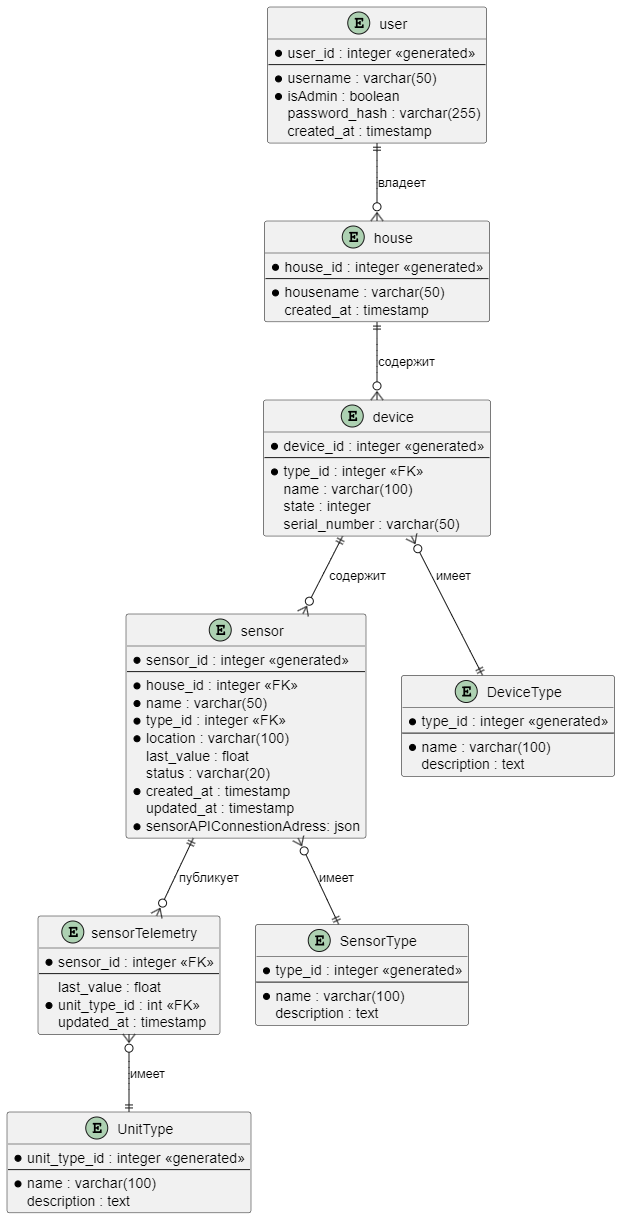 E user
user_id : integer «generated»
username : varchar(50)
isAdmin : boolean
password_hash : varchar(255)
created_at : timestamp
владеет
E house
house_id : integer «generated»
housename : varchar(50)
created_at : timestamp
содержит
E device
device_id : integer «generated»
type_id : integer «FK»
name : varchar(100)
state : integer
serial_number : varchar(50)
содержит
имеет
E sensor
sensor_id : integer «generated»
house_id : integer «FK»
name : varchar(50)
type_id : integer «FK»
location : varchar(100)
last_value : float
status : varchar(20)
created_at : timestamp
updated_at : timestamp
sensorAPIConnestionAdress: json
E DeviceType
type_id : integer «generated»
name : varchar(100)
description : text
публикует
имеет
E sensorTelemetry
sensor_id : integer «FK»
last_value : float
unit_type_id : int «FK»
updated_at : timestamp
E SensorType
type_id : integer «generated»
name : varchar(100)
description : text
имеет
E UnitType
unit_type_id : integer «generated»
name : varchar(100)
description : text